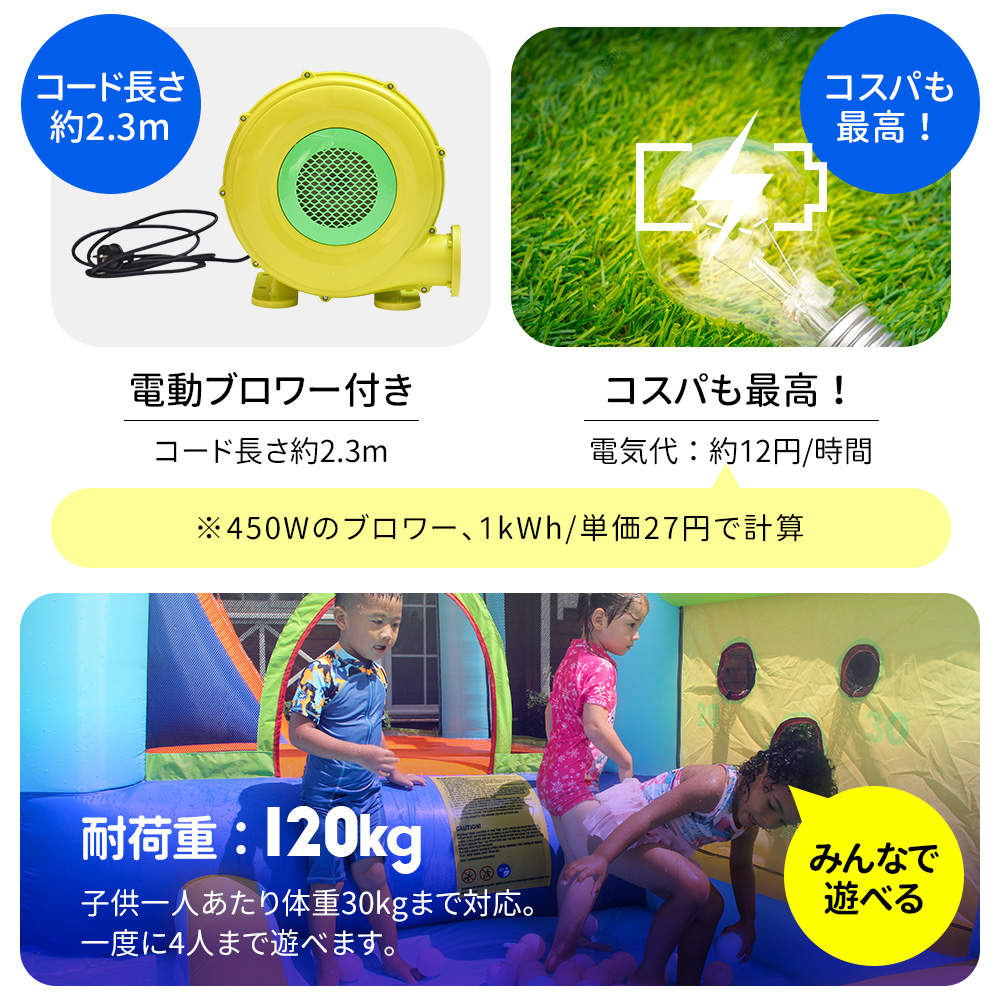 コード長さ
約2.3m
コスパも
最高！
電動ブロワー付き
コード長さ約2.3m
コスパも最高！
電気代：約12円/時間
※450Wのブロワー、1kWh/単価27円で計算
30
CAUTION!
耐荷重：120kg
子供一人あたり体重30kgまで対応。
一度に4人まで遊べます。
みんなで
遊べる